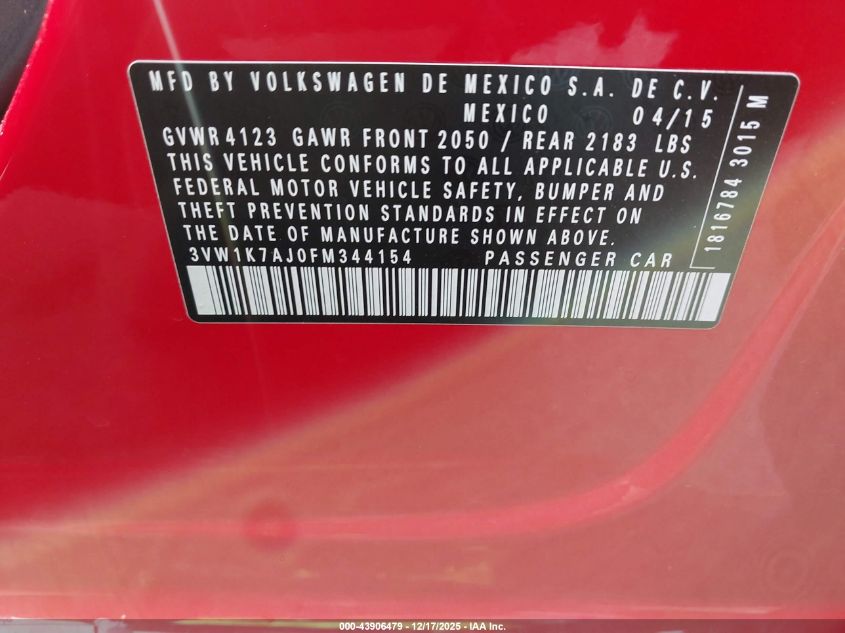 MFD BY VOLKSWAGEN DE MEXICO S.A. DE C.V.
MEXICO 04/15
GVWR 4123 GAWR FRONT 2050 / REAR 2183 LBS
THIS VEHICLE CONFORMS TO ALL APPLICABLE U.S.
FEDERAL MOTOR VEHICLE SAFETY, BUMPER AND
THEFT PREVENTION STANDARDS IN EFFECT ON
THE DATE OF MANUFACTURE SHOWN ABOVE.
3VW1K7AJ0FM344154 PASSENGER CAR
1816784 3015 M
000-43906479 - 12/17/2025 - IAA Inc.